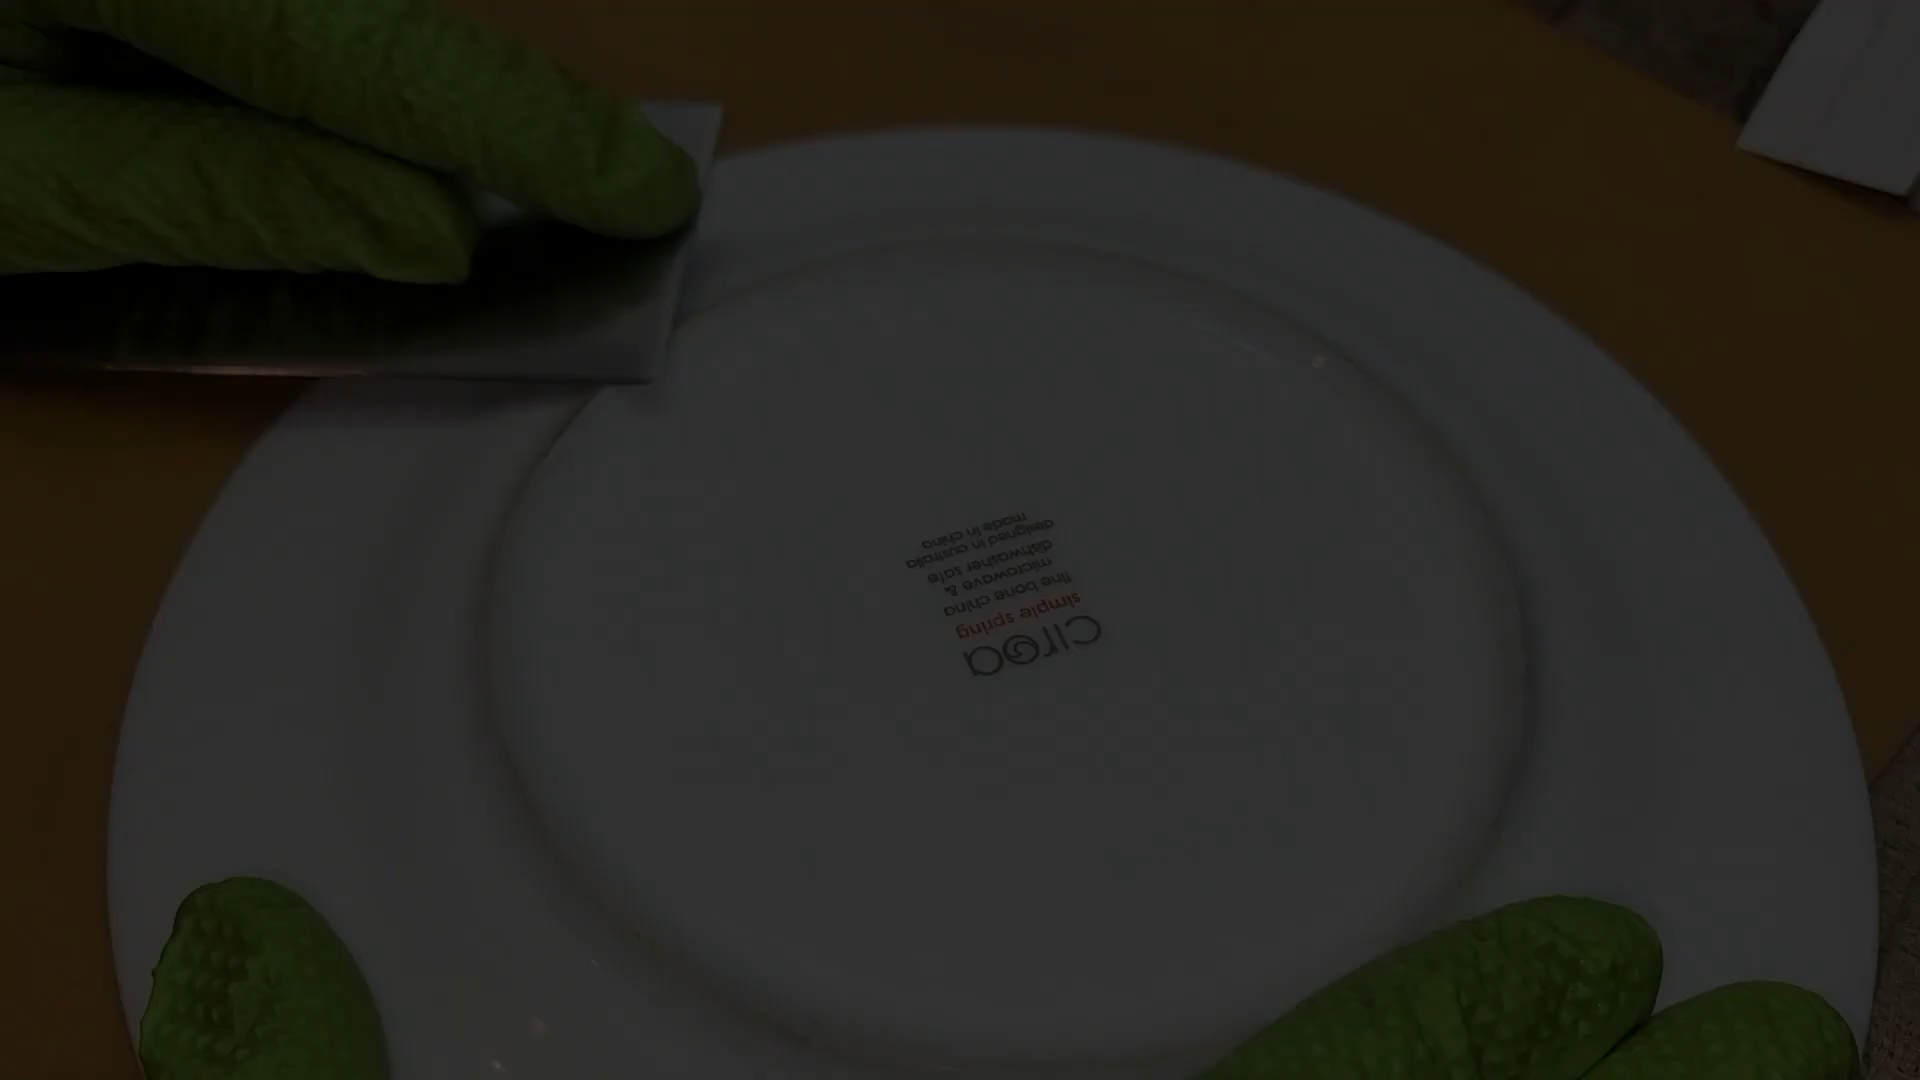 ciroa
simple spring
fine bone china
microwave &
dishwasher safe
designed in australia
made in china